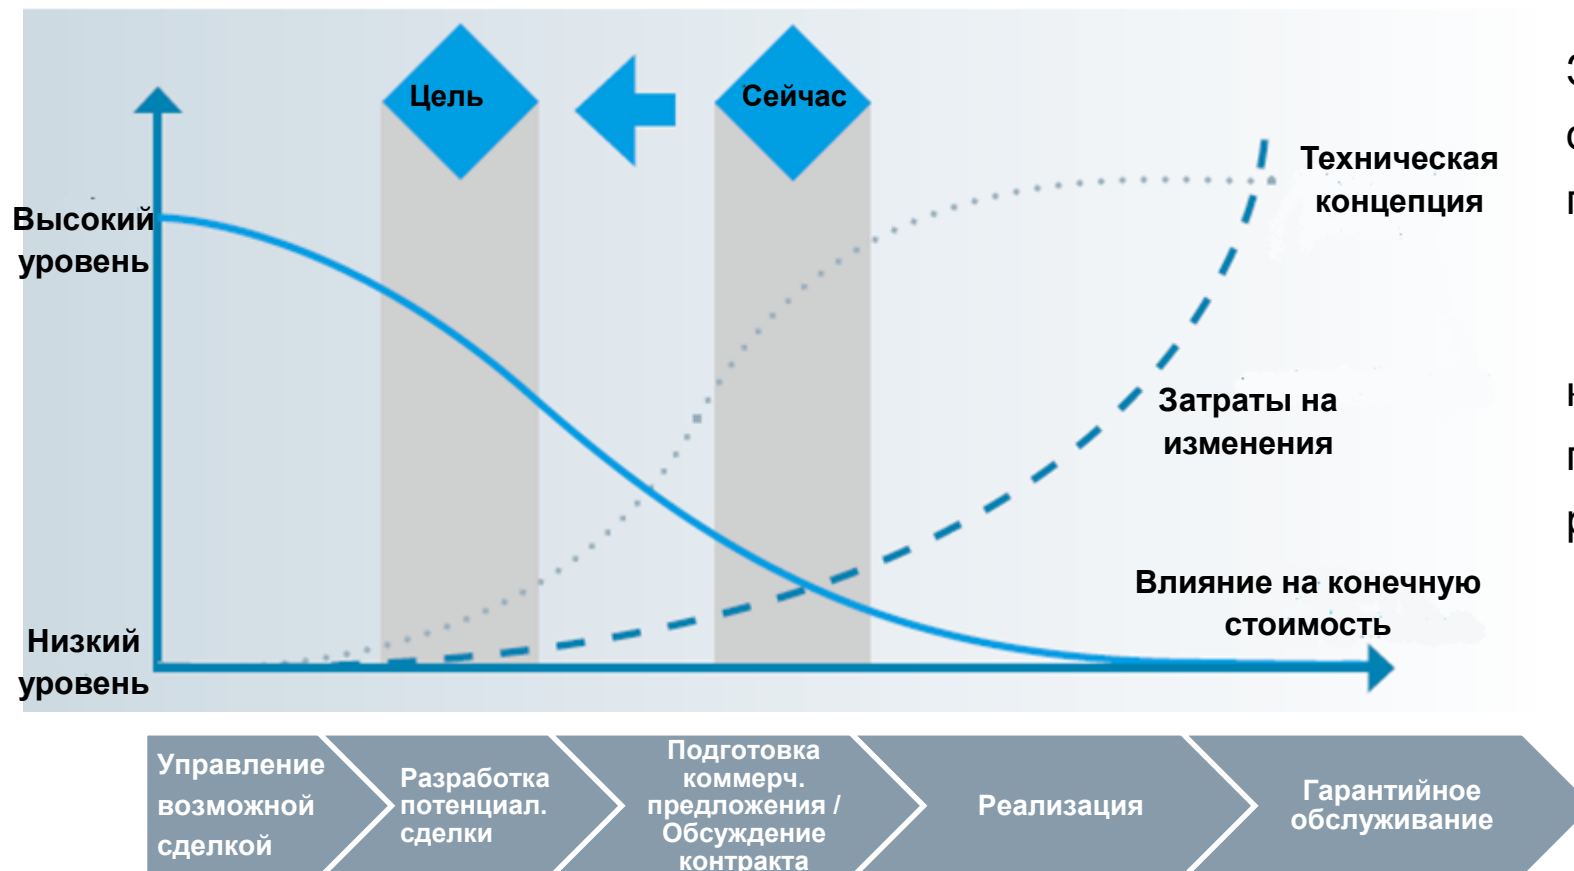 Цель
Сейчас
Техническая
концепция
Высокий
уровень
Затраты на
изменения
Влияние на конечную
стоимость
Низкий
уровень
Управление
возможной
сделкой
Разработка
потенциал.
сделки
Подготовка
коммерч.
предложения /
Обсуждение
контракта
Реализация
Гарантийное
обслуживание